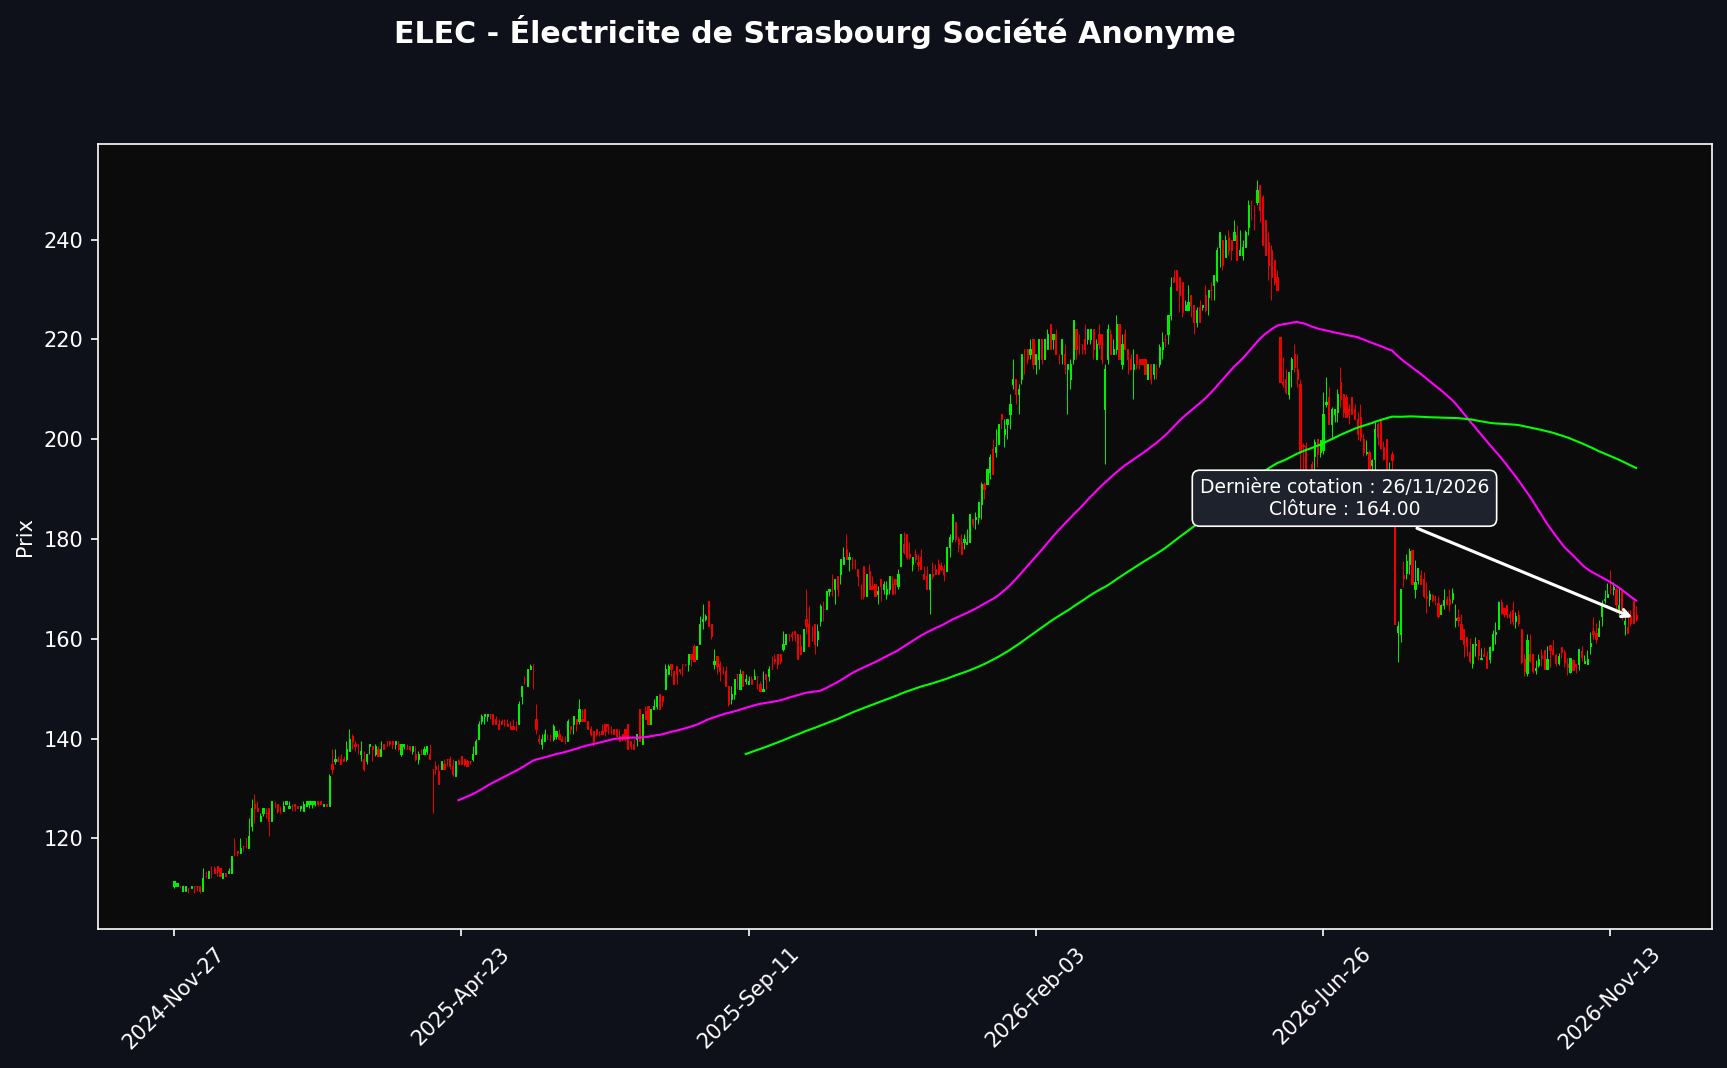 ELEC - Électricite de Strasbourg Société Anonyme
Prix
240
220
200
180
160
140
120
Dernière cotation : 26/11/2026
Clôture : 164.00
2024-Nov-27
2025-Apr-23
2025-Sep-11
2026-Feb-03
2026-Jun-26
2026-Nov-13